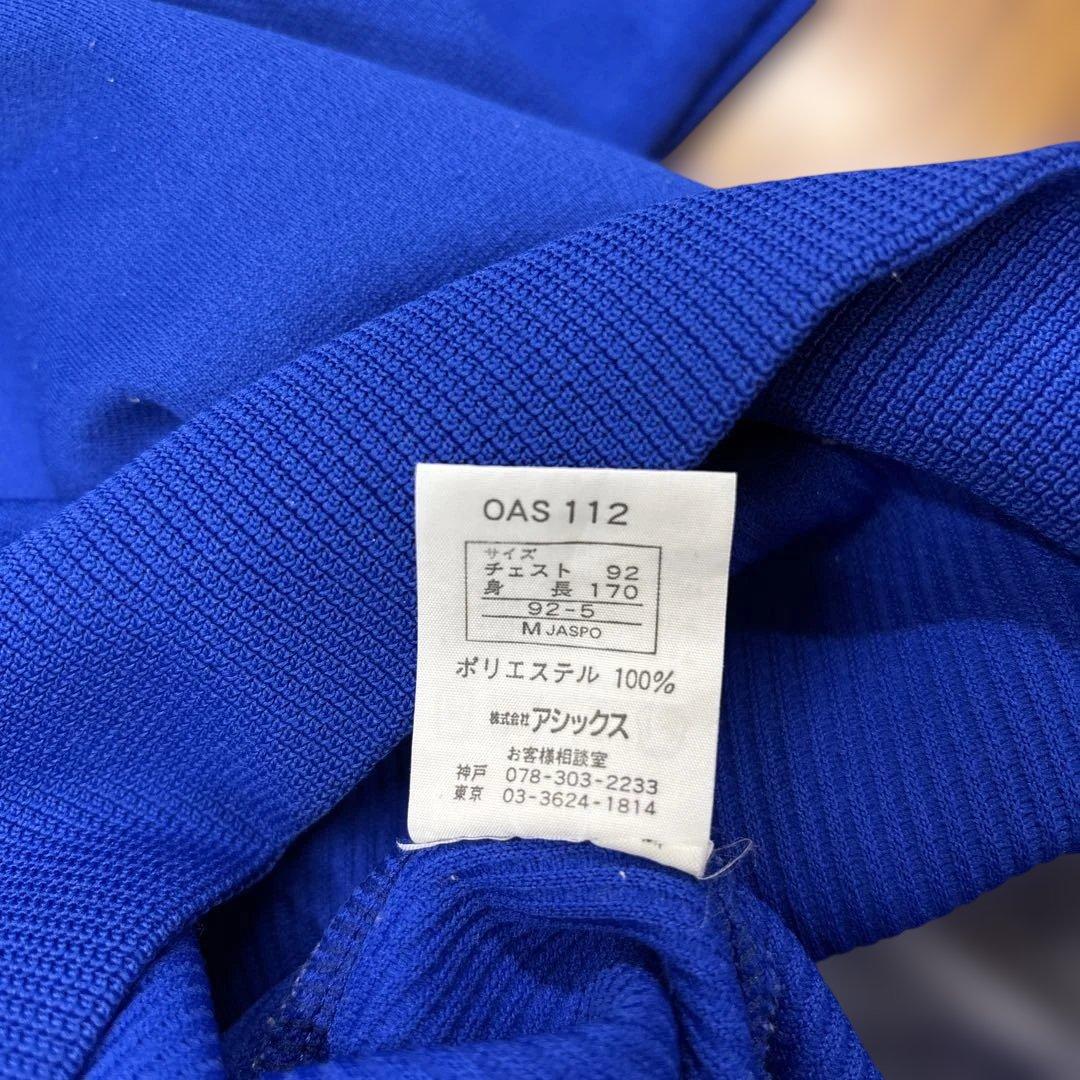 OAS 112
サイズ
チェスト 92
身長 170
92-5
M JASPO
ポリエステル 100%
株式会社アシックス
お客様相談室
神戸 078-303-2233
東京 03-3624-1814